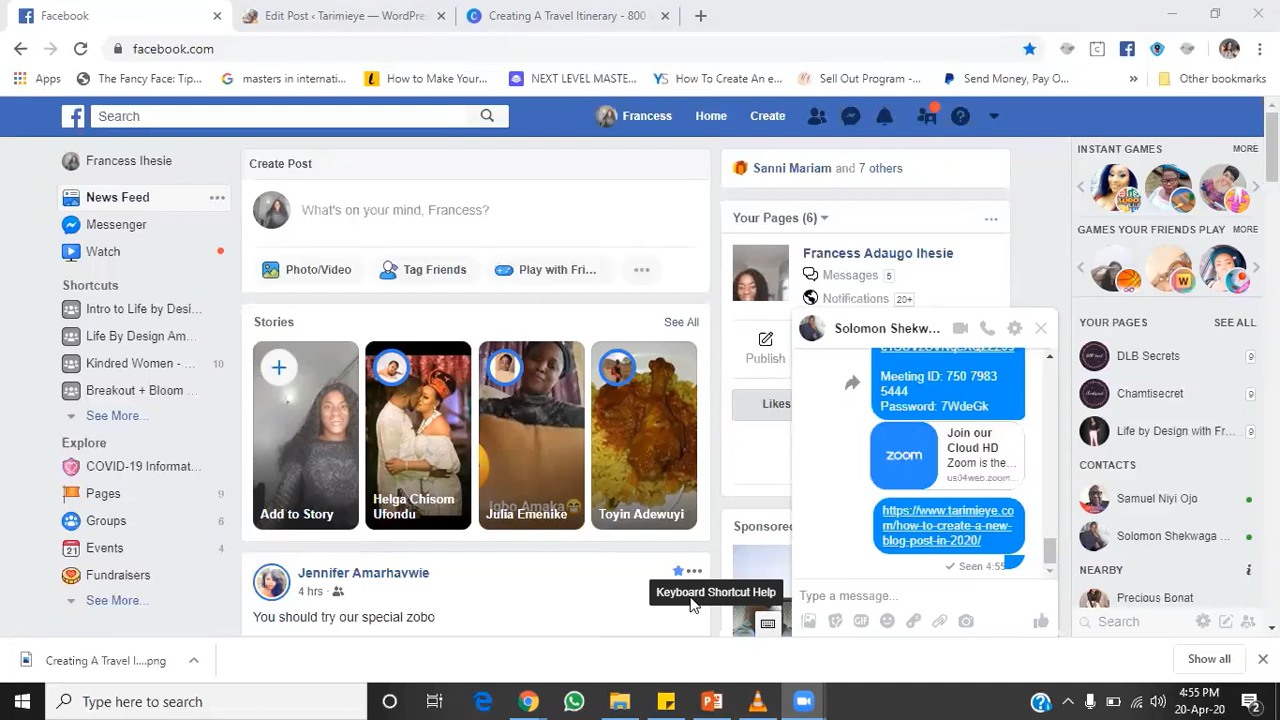 Facebook
Edit Post ‹ Tarimieye — WordPre
Creating A Travel Itinerary - 800
facebook.com
Apps
The Fancy Face: Tip...
masters in internati...
How to Make Your...
NEXT LEVEL MASTE...
How To Create An e...
Sell Out Program -...
Send Money, Pay O...
Other bookmarks
Search
Francess
Home
Create
Francess Ihesie
News Feed
Messenger
Watch
Shortcuts
Intro to Life by Desi...
Life By Design Am...
Kindred Women - ...
10
Breakout + Bloom ...
See More...
Explore
COVID-19 Informat...
Pages
9
Groups
6
Events
4
Fundraisers
See More...
Create Post
What's on your mind, Francess?
Photo/Video
Tag Friends
Play with Fri...
Stories
See All
Add to Story
Helga Chisom
Ufondu
Julia Emenike
Toyin Adewuyi
Jennifer Amarhavwie
4 hrs ·
You should try our special zobo
Keyboard Shortcut Help
Sanni Mariam and 7 others
Your Pages (6)
Francess Adaugo Ihesie
Messages 5
Notifications 20+
Publish
Likes
Sponsored
Solomon Shekw...
Meeting ID: 750 7983
5444
Password: 7WdeGk
zoom
Join our
Cloud HD
Zoom is the...
us04web.zoom...
https://www.tarimieye.co
m/how-to-create-a-new-
blog-post-in-2020/
Seen 4:55
Type a message...
GIF
INSTANT GAMES
MORE
GAMES YOUR FRIENDS PLAY
MORE
YOUR PAGES
SEE ALL
DLB Secrets
9
Chamtisecret
9
Life by Design with Fr...
9
CONTACTS
Samuel Niyi Ojo
Solomon Shekwaga ...
NEARBY
Precious Bonat
Search
Creating A Travel I....png
Show all
Type here to search
4:55 PM
20-Apr-20
2